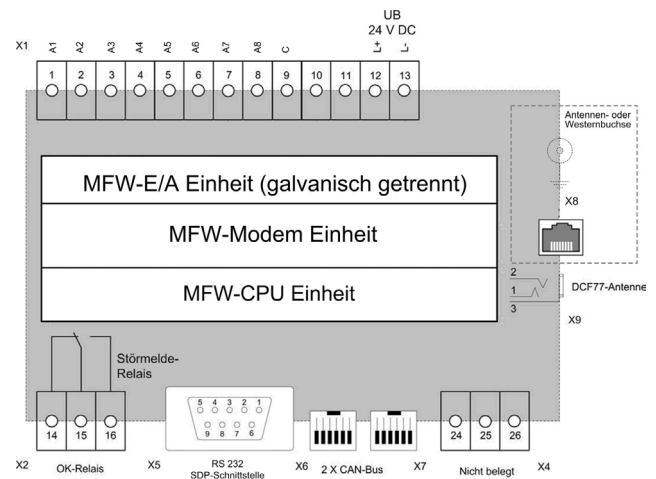 UB
24 V DC
X1 A1 A2 A3 A4 A5 A6 A7 A8 C L+ L-
1 2 3 4 5 6 7 8 9 10 11 12 13
Antennen- oder
Westernbuchse
MFW-E/A Einheit (galvanisch getrennt)
X8
MFW-Modem Einheit
MFW-CPU Einheit
2
1
3
DCF77-Antenne
X9
Störmelde-
Relais
5 4 3 2 1
9 8 7 6
14 15 16
24 25 26
X2 OK-Relais
X5 RS 232
SDP-Schnittstelle
X6 2 X CAN-Bus X7
Nicht belegt X4